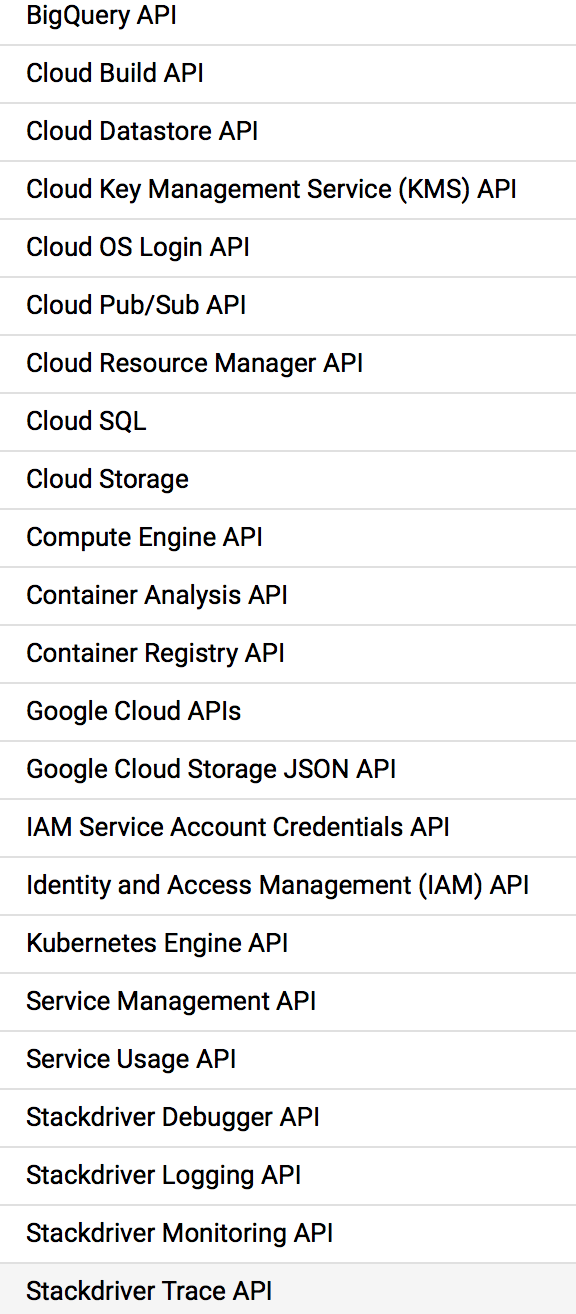 BigQuery API
Cloud Build API
Cloud Datastore API
Cloud Key Management Service (KMS) API
Cloud OS Login API
Cloud Pub/Sub API
Cloud Resource Manager API
Cloud SQL
Cloud Storage
Compute Engine API
Container Analysis API
Container Registry API
Google Cloud APIs
Google Cloud Storage JSON API
IAM Service Account Credentials API
Identity and Access Management (IAM) API
Kubernetes Engine API
Service Management API
Service Usage API
Stackdriver Debugger API
Stackdriver Logging API
Stackdriver Monitoring API
Stackdriver Trace API